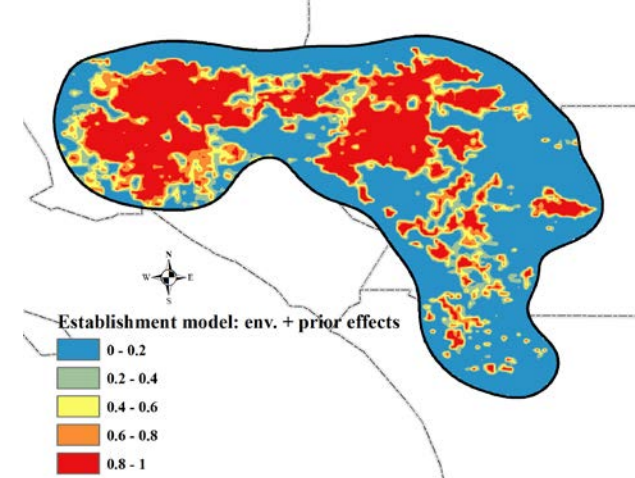 N
W E
S
Establishment model: env. + prior effects
0 - 0.2
0.2 - 0.4
0.4 - 0.6
0.6 - 0.8
0.8 - 1